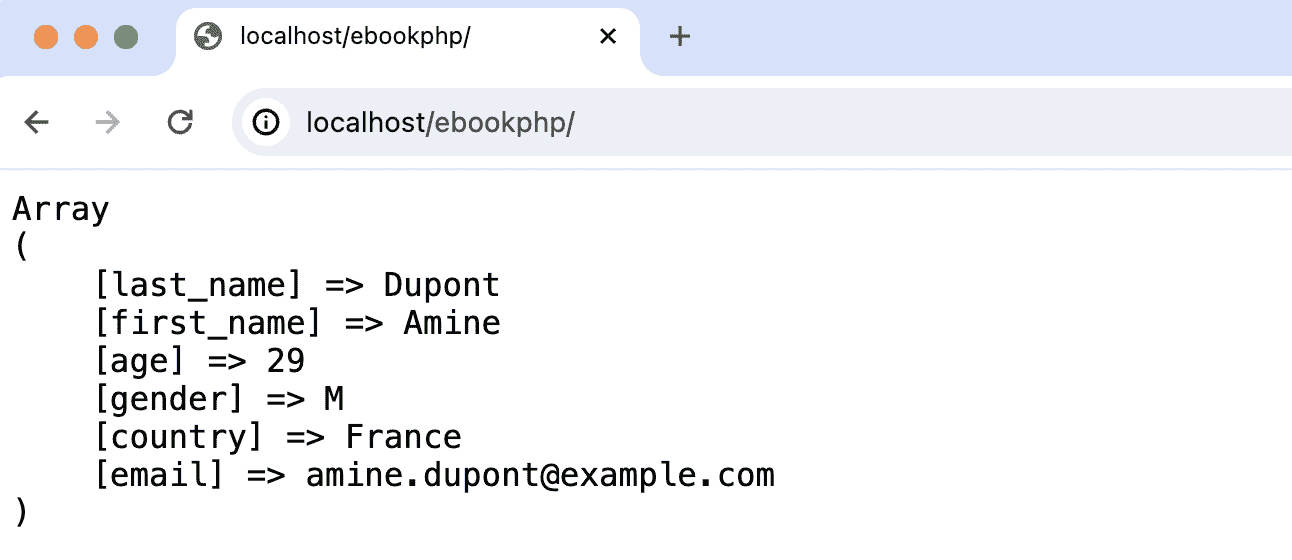 localhost/ebookphp/
localhost/ebookphp/
Array
(
    [last_name] => Dupont
    [first_name] => Amine
    [age] => 29
    [gender] => M
    [country] => France
    [email] => amine.dupont@example.com
)